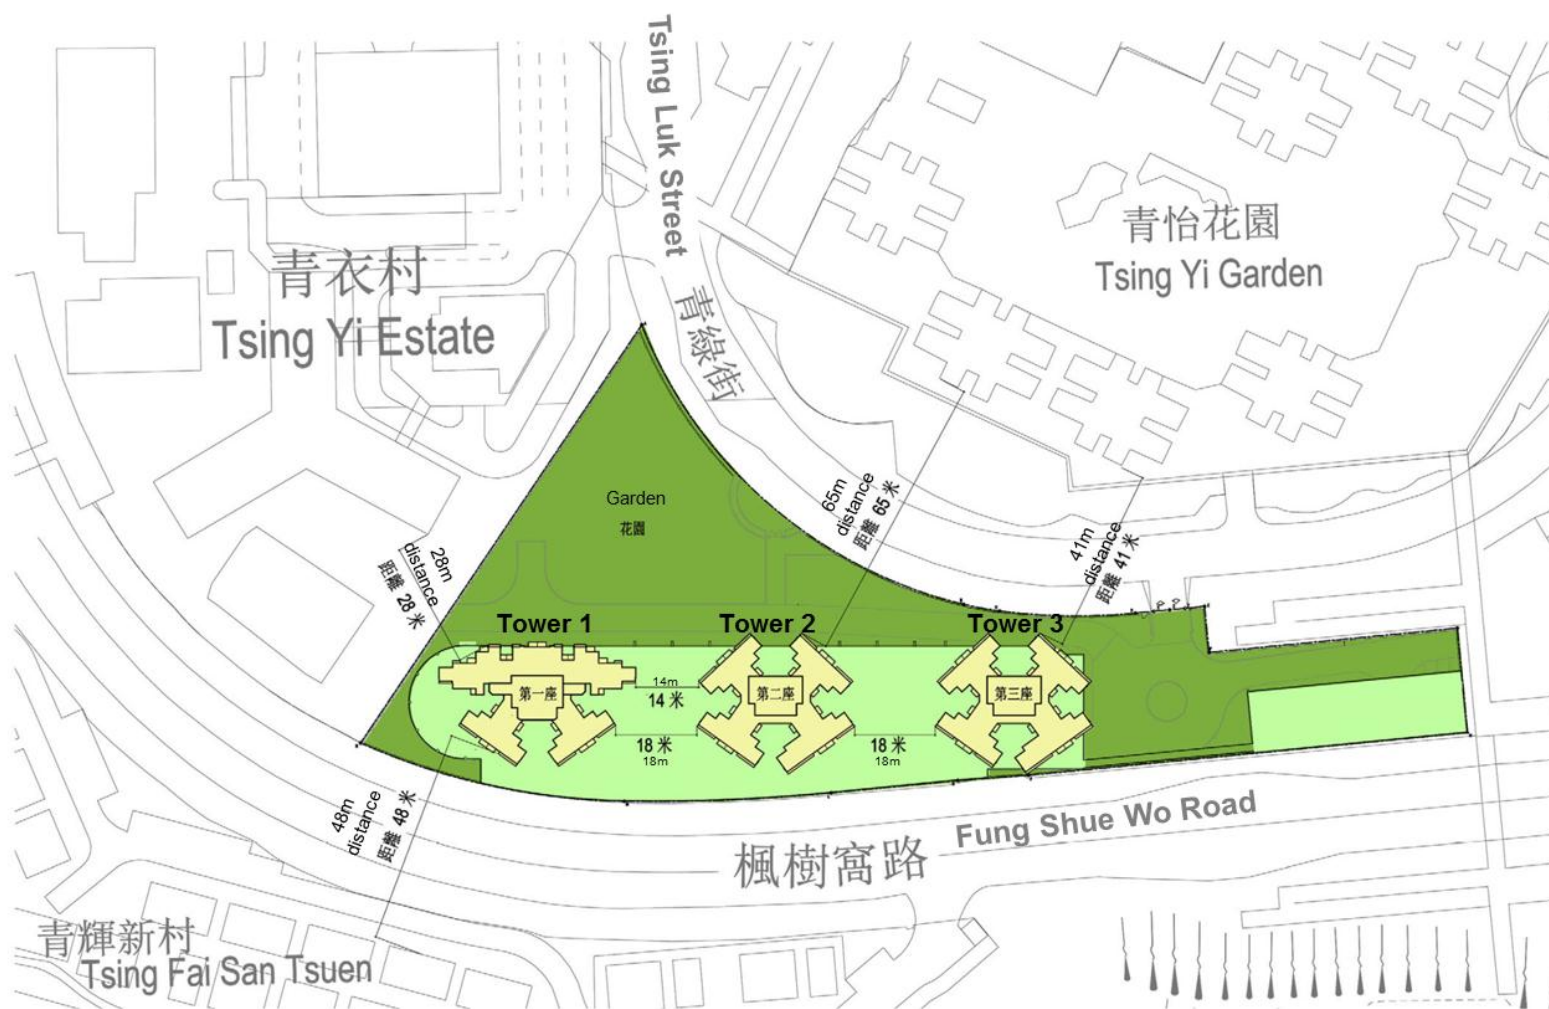 Tsing Luk Street
青綠街
青怡花園
Tsing Yi Garden
青衣村
Tsing Yi Estate
Garden
花園
65m
distance
距離 65 米
41m
distance
距離 41 米
28m
distance
距離 28 米
Tower 1
Tower 2
Tower 3
第一座
第二座
第三座
14m
14 米
18 米
18m
18 米
18m
48m
distance
距離 48 米
Fung Shue Wo Road
楓樹窩路
青輝新村
Tsing Fai San Tsuen